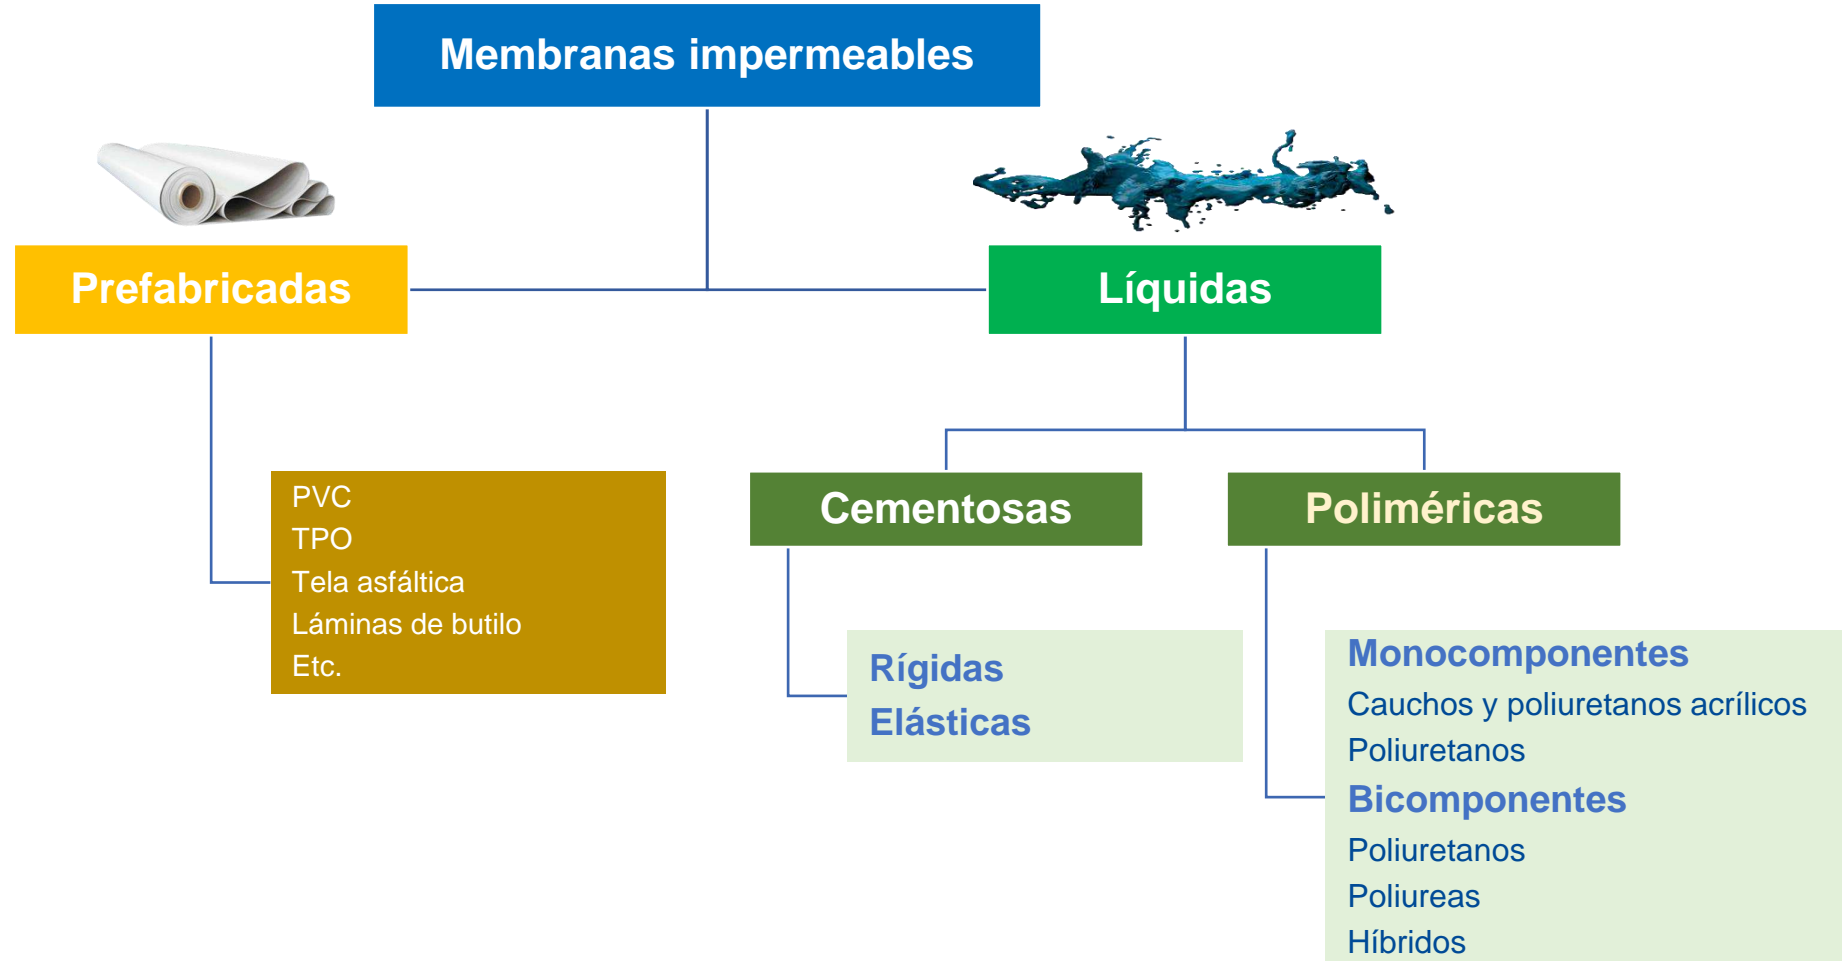 Membranas impermeables
Prefabricadas
Líquidas
PVC
TPO
Tela asfáltica
Láminas de butilo
Etc.
Cementosas
Poliméricas
Rígidas
Elásticas
Monocomponentes
Cauchos y poliuretanos acrílicos
Poliuretanos
Bicomponentes
Poliuretanos
Poliureas
Híbridos